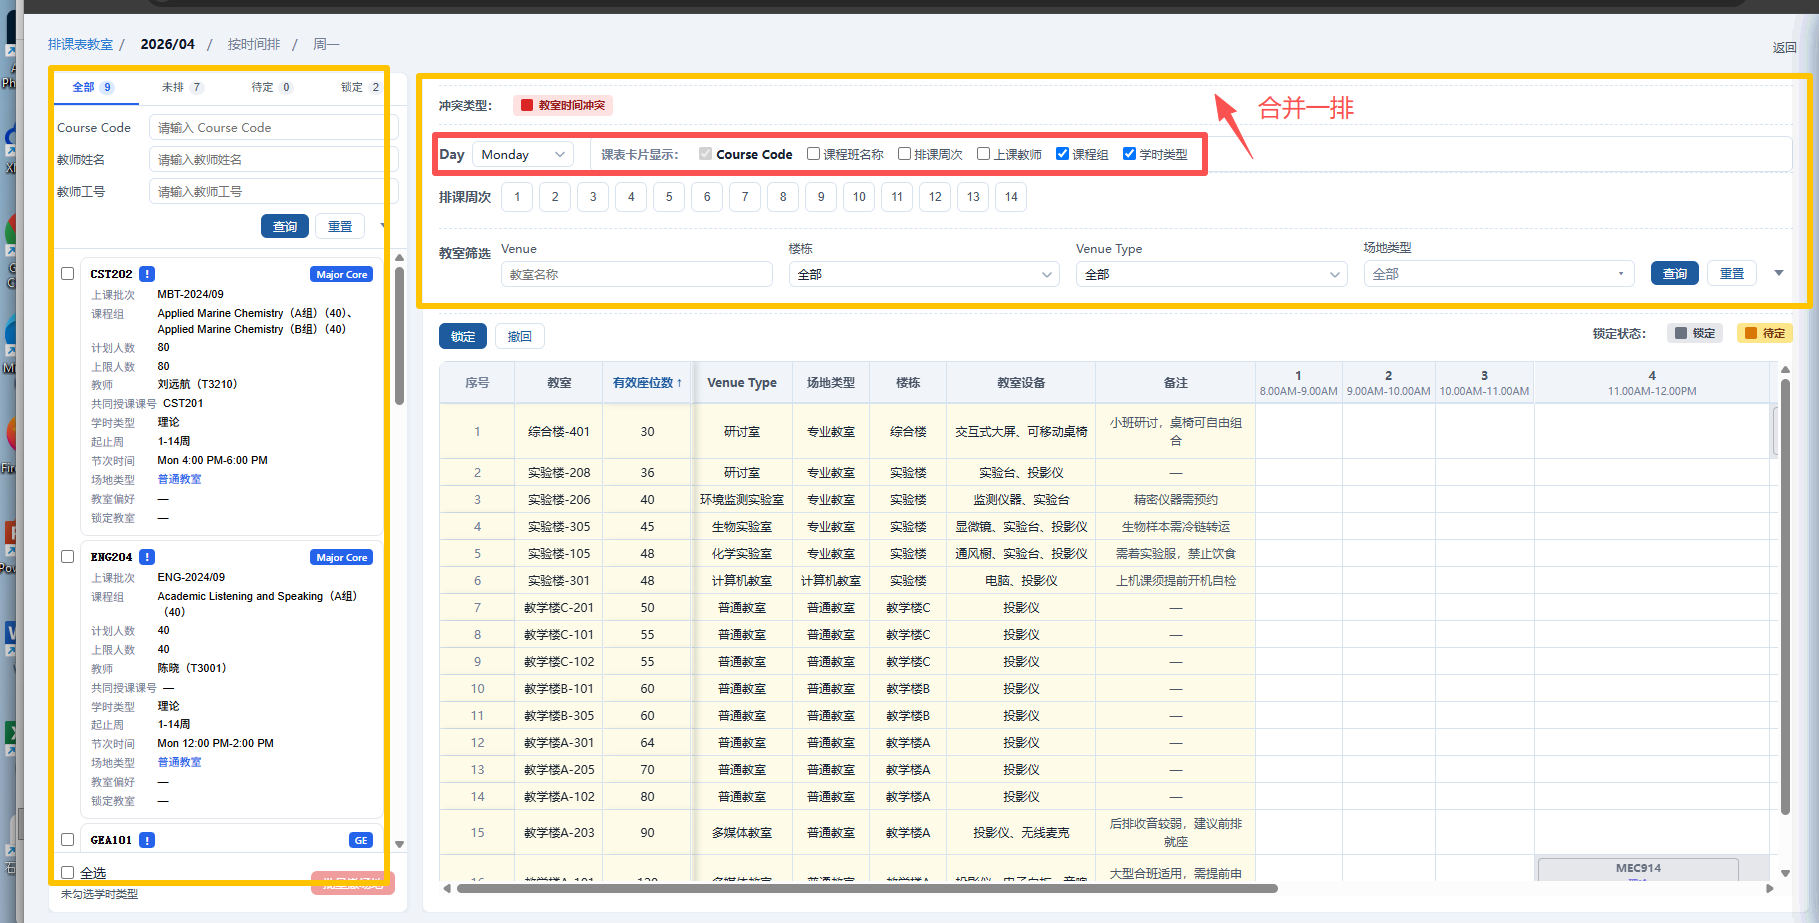 排课表教室 / 2026/04 / 按时间排 / 周一
返回
全部 9 未排 7 待定 0 锁定 2
Course Code 请输入 Course Code
教师姓名 请输入教师姓名
教师工号 请输入教师工号
查询 重置
CST202 ! Major Core
上课批次 MBT-2024/09
课程组 Applied Marine Chemistry（A组）（40）、
Applied Marine Chemistry（B组）（40）
计划人数 80
上限人数 80
教师 刘远航（T3210）
共同授课课号 CST201
学时类型 理论
起止周 1-14周
节次时间 Mon 4:00 PM-6:00 PM
场地类型 普通教室
教室偏好 —
锁定教室 —
ENG204 ! Major Core
上课批次 ENG-2024/09
课程组 Academic Listening and Speaking（A组）
（40）
计划人数 40
上限人数 40
教师 陈晓（T3001）
共同授课课号 —
学时类型 理论
起止周 1-14周
节次时间 Mon 12:00 PM-2:00 PM
场地类型 普通教室
教室偏好 —
锁定教室 —
GEA101 ! GE
全选
未勾选学时类型
冲突类型： 教室时间冲突
合并一排
Day Monday 课表卡片显示： Course Code 课程班名称 排课周次 上课教师 课程组 学时类型
排课周次 1 2 3 4 5 6 7 8 9 10 11 12 13 14
教室筛选 Venue 楼栋 Venue Type 场地类型
教室名称 全部 全部 全部 查询 重置
锁定 撤回 锁定状态： 锁定 待定
序号 教室 有效座位数 ↑ Venue Type 场地类型 楼栋 教室设备 备注 1 2 3 4
8.00AM-9.00AM 9.00AM-10.00AM 10.00AM-11.00AM 11.00AM-12.00PM
1 综合楼-401 30 研讨室 专业教室 综合楼 交互式大屏、可移动桌椅 小班研讨，桌椅可自由组
合
2 实验楼-208 36 研讨室 专业教室 实验楼 实验台、投影仪 —
3 实验楼-206 40 环境监测实验室 专业教室 实验楼 监测仪器、实验台 精密仪器需预约
4 实验楼-305 45 生物实验室 专业教室 实验楼 显微镜、实验台、投影仪 生物样本需冷链转运
5 实验楼-105 48 化学实验室 专业教室 实验楼 通风橱、实验台、投影仪 需着实验服，禁止饮食
6 实验楼-301 48 计算机教室 计算机教室 实验楼 电脑、投影仪 上机课须提前开机自检
7 教学楼C-201 50 普通教室 普通教室 教学楼C 投影仪 —
8 教学楼C-101 55 普通教室 普通教室 教学楼C 投影仪 —
9 教学楼C-102 55 普通教室 普通教室 教学楼C 投影仪 —
10 教学楼B-101 60 普通教室 普通教室 教学楼B 投影仪 —
11 教学楼B-305 60 普通教室 普通教室 教学楼B 投影仪 —
12 教学楼A-301 64 普通教室 普通教室 教学楼A 投影仪 —
13 教学楼A-205 70 普通教室 普通教室 教学楼A 投影仪 —
14 教学楼A-102 80 普通教室 普通教室 教学楼A 投影仪 —
15 教学楼A-203 90 多媒体教室 普通教室 教学楼A 投影仪、无线麦克 后排收音较弱，建议前排
就座
大型合班适用，需提前申
MEC914